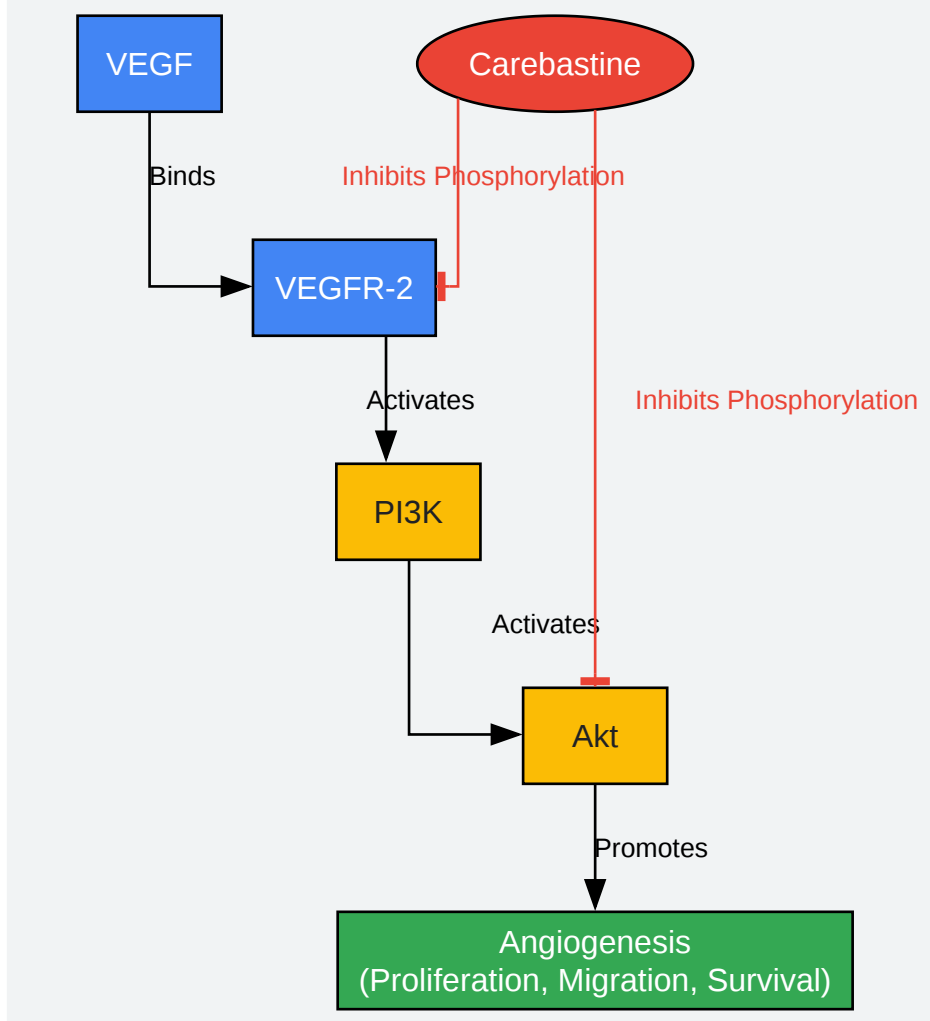 VEGF
Carebastine
Binds
Inhibits Phosphorylation
VEGFR-2
Activates
Inhibits Phosphorylation
PI3K
Activates
Akt
Promotes
Angiogenesis
(Proliferation, Migration, Survival)